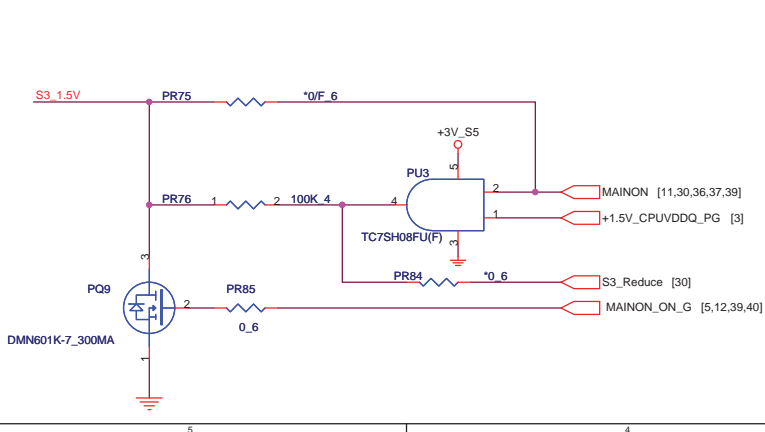 S3_1.5V
PR75
*0/F_6
+3V_S5
5
PU3
2
MAINON [11,30,36,37,39]
PR76
1
2
100K_4
4
1
+1.5V_CPUVDDQ_PG [3]
TC7SH08FU(F)
3
3
PR84
*0_6
S3_Reduce [30]
PQ9
PR85
2
MAINON_ON_G [5,12,39,40]
0_6
DMN601K-7_300MA
1
5
4